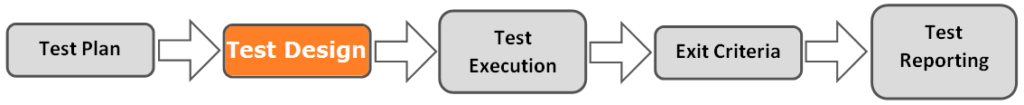 Test Plan
Test Design
Test
Execution
Exit Criteria
Test
Reporting